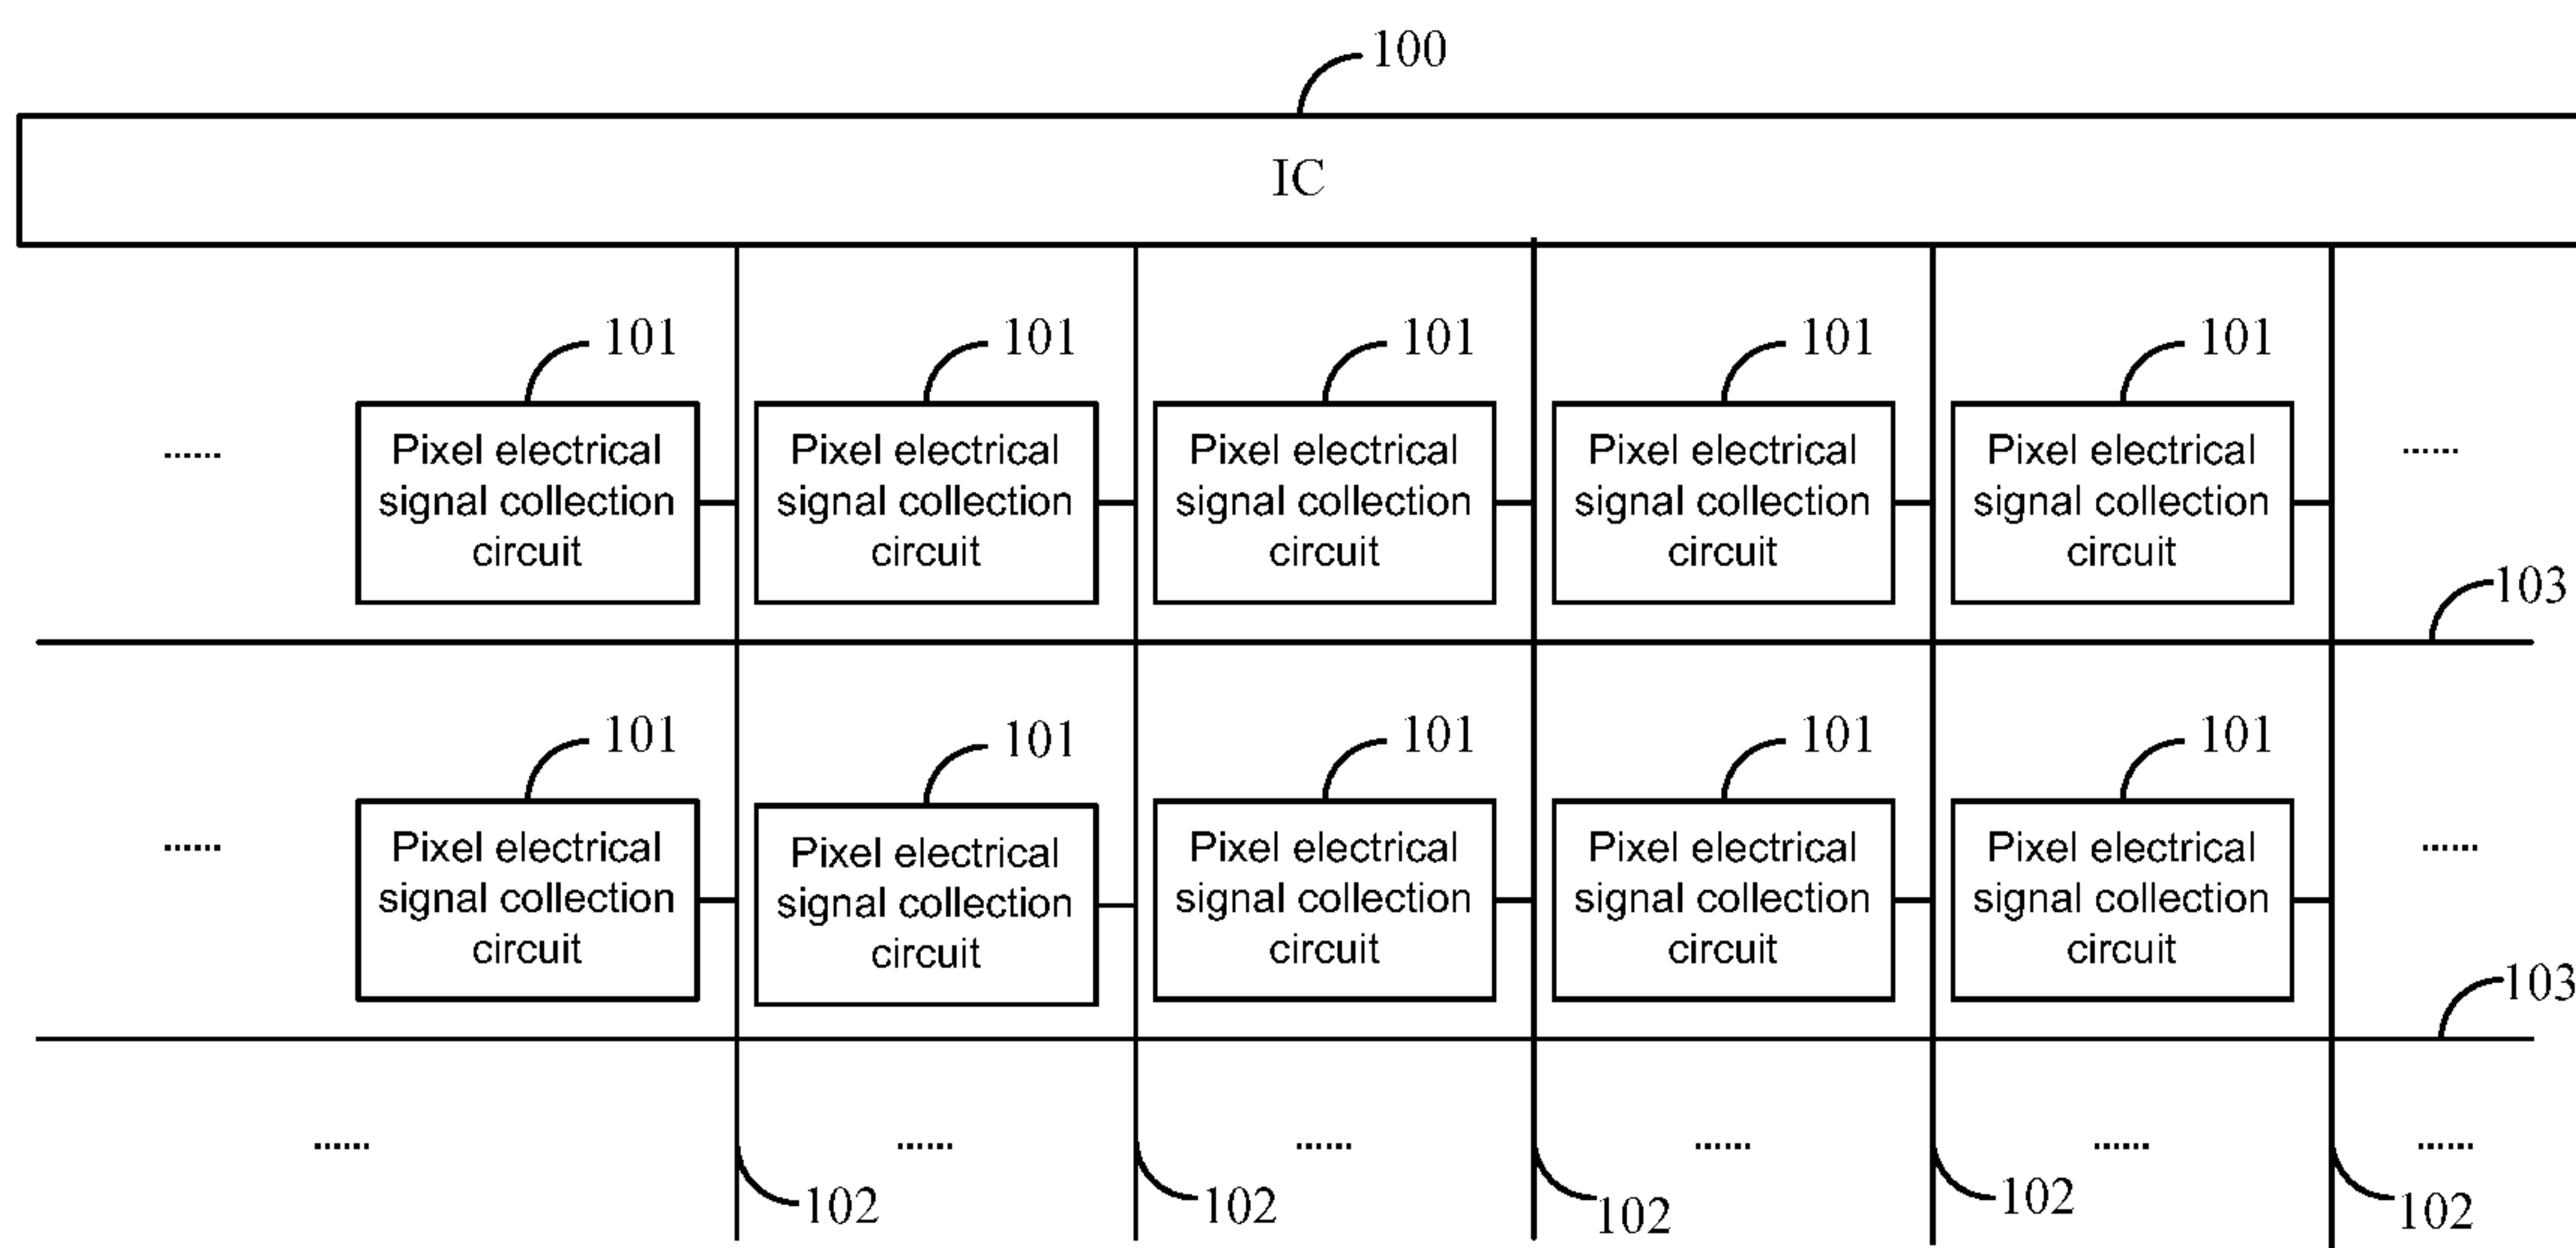 100
IC
101 101 101 101 101
...... Pixel electrical Pixel electrical Pixel electrical Pixel electrical Pixel electrical ......
signal collection signal collection signal collection signal collection signal collection
circuit circuit circuit circuit circuit
103
101 101 101 101 101
...... Pixel electrical Pixel electrical Pixel electrical Pixel electrical Pixel electrical ......
signal collection signal collection signal collection signal collection signal collection
circuit circuit circuit circuit circuit
103
...... ...... ...... ...... ...... ......
102 102 102 102 102